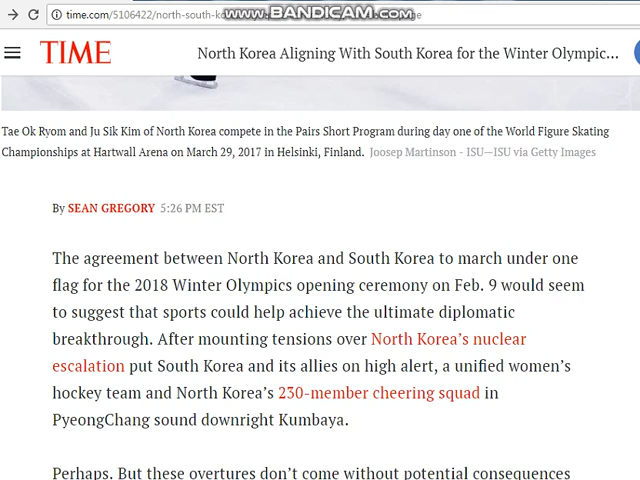 time.com/5106422/north-south-ko
www.BANDICAM.com
ge
TIME
North Korea Aligning With South Korea for the Winter Olympic...
Tae Ok Ryom and Ju Sik Kim of North Korea compete in the Pairs Short Program during day one of the World Figure Skating
Championships at Hartwall Arena on March 29, 2017 in Helsinki, Finland. Joosep Martinson - ISU—ISU via Getty Images
By SEAN GREGORY 5:26 PM EST
The agreement between North Korea and South Korea to march under one
flag for the 2018 Winter Olympics opening ceremony on Feb. 9 would seem
to suggest that sports could help achieve the ultimate diplomatic
breakthrough. After mounting tensions over North Korea's nuclear
escalation put South Korea and its allies on high alert, a unified women's
hockey team and North Korea's 230-member cheering squad in
PyeongChang sound downright Kumbaya.
Perhaps. But these overtures don't come without potential consequences